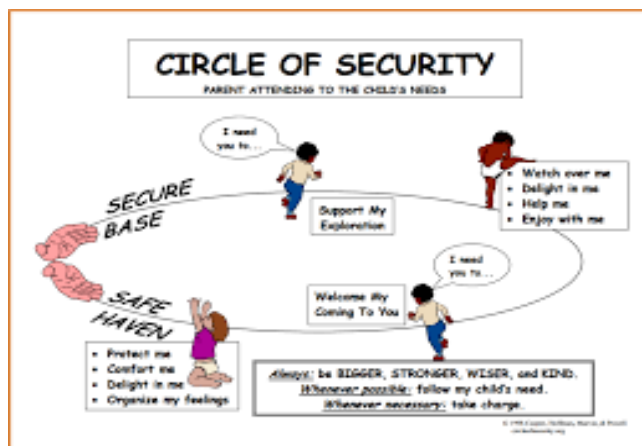 CIRCLE OF SECURITY
PARENT ATTENDING TO THE CHILD'S NEEDS
I need
you to...
SECURE
BASE
Support My
Exploration
• Watch over me
• Delight in me
• Help me
• Enjoy with me
I need
you to...
Welcome My
Coming To You
SAFE
HAVEN
• Protect me
• Comfort me
• Delight in me
• Organize my feelings
Always: be BIGGER, STRONGER, WISER, and KIND.
Whenever possible: follow my child's need.
Whenever necessary: take charge.